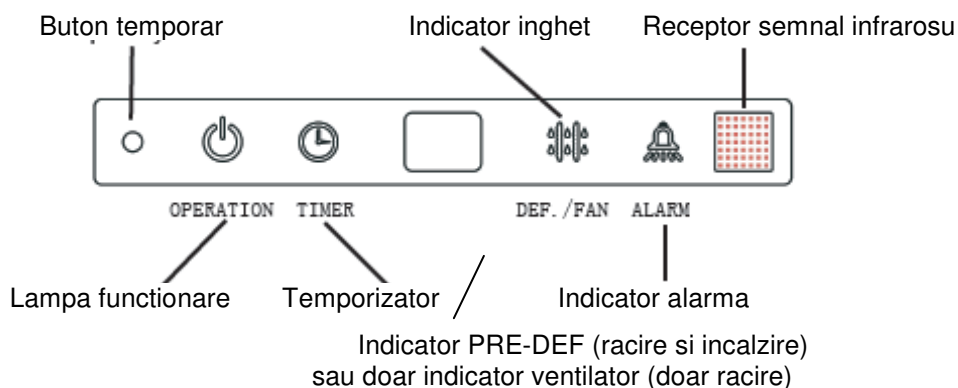 Buton temporar
Indicator inghet
Receptor semnal infrarosu
OPERATION
TIMER
DEF./FAN
ALARM
Lampa functionare
Temporizator
Indicator alarma
Indicator PRE-DEF (racire si incalzire)
sau doar indicator ventilator (doar racire)